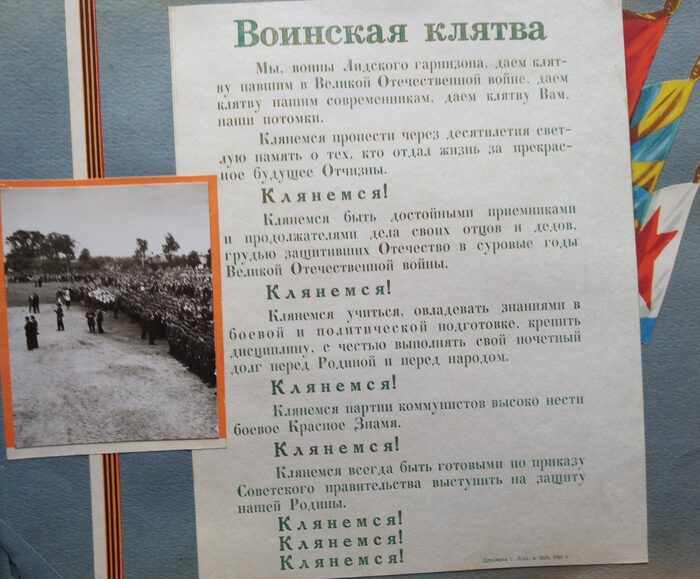 Воинская клятва
Мы, воины Лидского гарнизона, даем клят-
ву павшим в Великой Отечественной войне, даем
клятву нашим современникам, даем клятву Вам,
наши потомки.
Клянемся пронести через десятилетия свет-
лую память о тех, кто отдал жизнь за прекрас-
ное будущее Отчизны.
Клянемся!
Клянемся быть достойными приемниками
и продолжателями дела своих отцов и дедов,
грудью защитивших Отечество в суровые годы
Великой Отечественной войны.
Клянемся!
Клянемся учиться, овладевать знаниями в
боевой и политической подготовке, крепить
дисциплину, с честью выполнять свой почетный
долг перед Родиной и перед народом.
Клянемся!
Клянемся партии коммунистов высоко нести
боевое Красное Знамя.
Клянемся!
Клянемся всегда быть готовыми по приказу
Советского правительства выступить на защиту
нашей Родины.
Клянемся!
Клянемся!
Клянемся!
г. Лида, з.